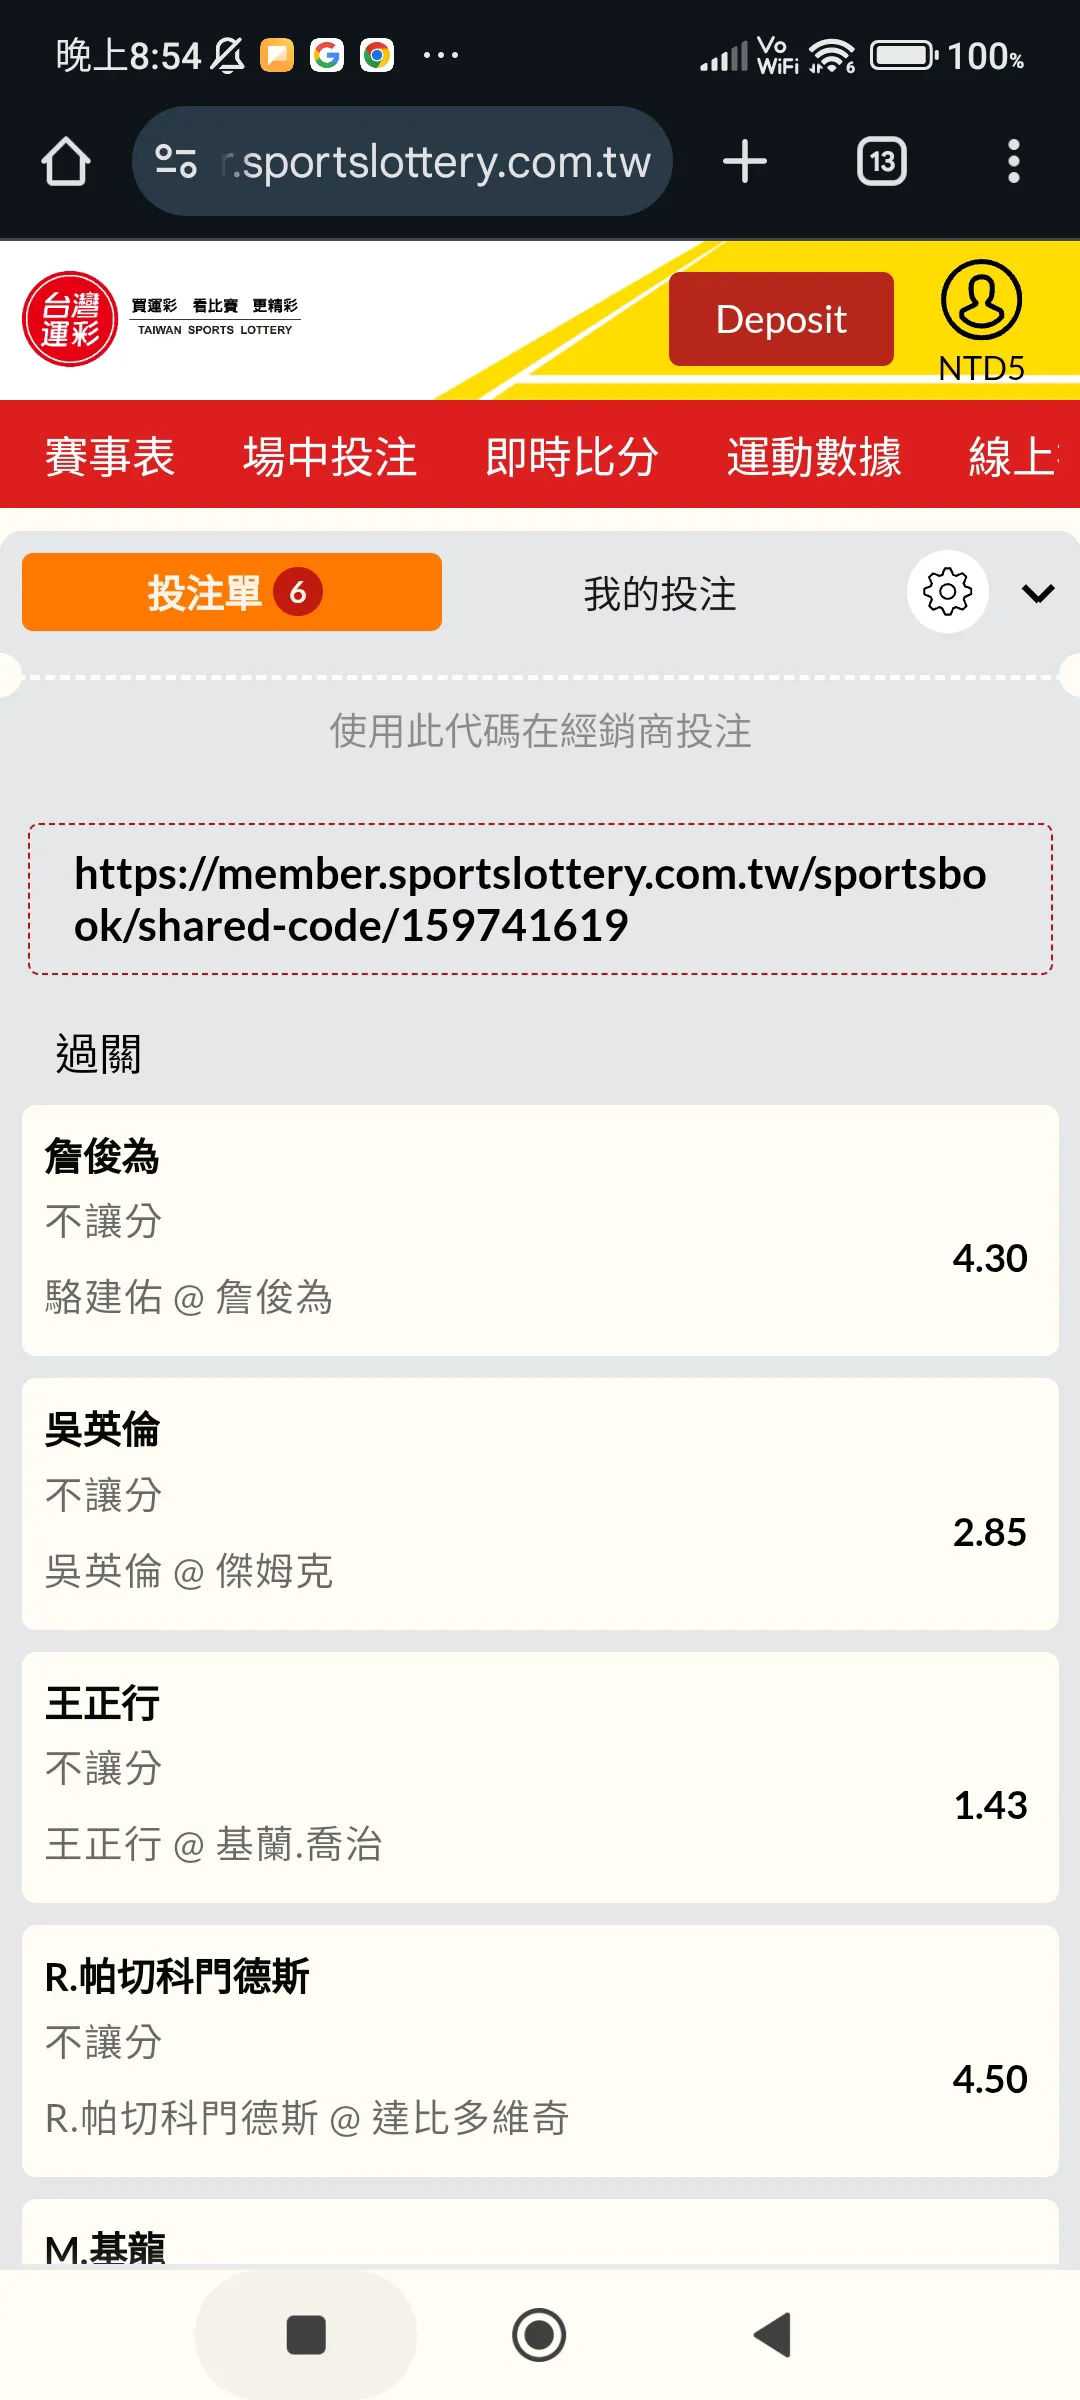 晚上8:54
Vo WiFi 6 100%
r.sportslottery.com.tw
13
台灣運彩
買運彩 看比賽 更精彩
TAIWAN SPORTS LOTTERY
Deposit
NTD5
賽事表 場中投注 即時比分 運動數據 線上
投注單 6 我的投注
使用此代碼在經銷商投注
https://member.sportslottery.com.tw/sportsbo
ok/shared-code/159741619
過關
詹俊為
不讓分
4.30
駱建佑 @ 詹俊為
吳英倫
不讓分
2.85
吳英倫 @ 傑姆克
王正行
不讓分
1.43
王正行 @ 基蘭.喬治
R.帕切科門德斯
不讓分
4.50
R.帕切科門德斯 @ 達比多維奇
M.基龍